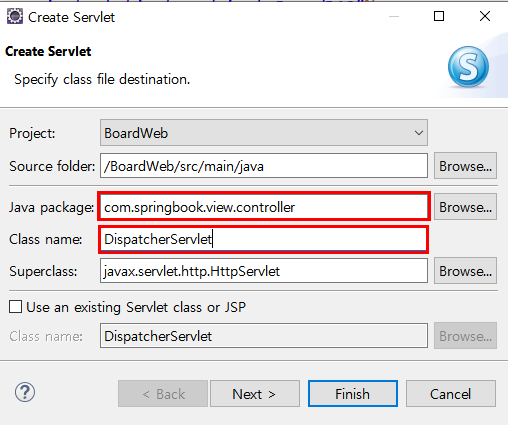 Create Servlet
Create Servlet
Specify class file destination.
S
Project: BoardWeb
Source folder: /BoardWeb/src/main/java Browse...
Java package: com.springbook.view.controller Browse...
Class name: DispatcherServlet
Superclass: javax.servlet.http.HttpServlet Browse...
Use an existing Servlet class or JSP
Class name: DispatcherServlet Browse...
? < Back Next > Finish Cancel